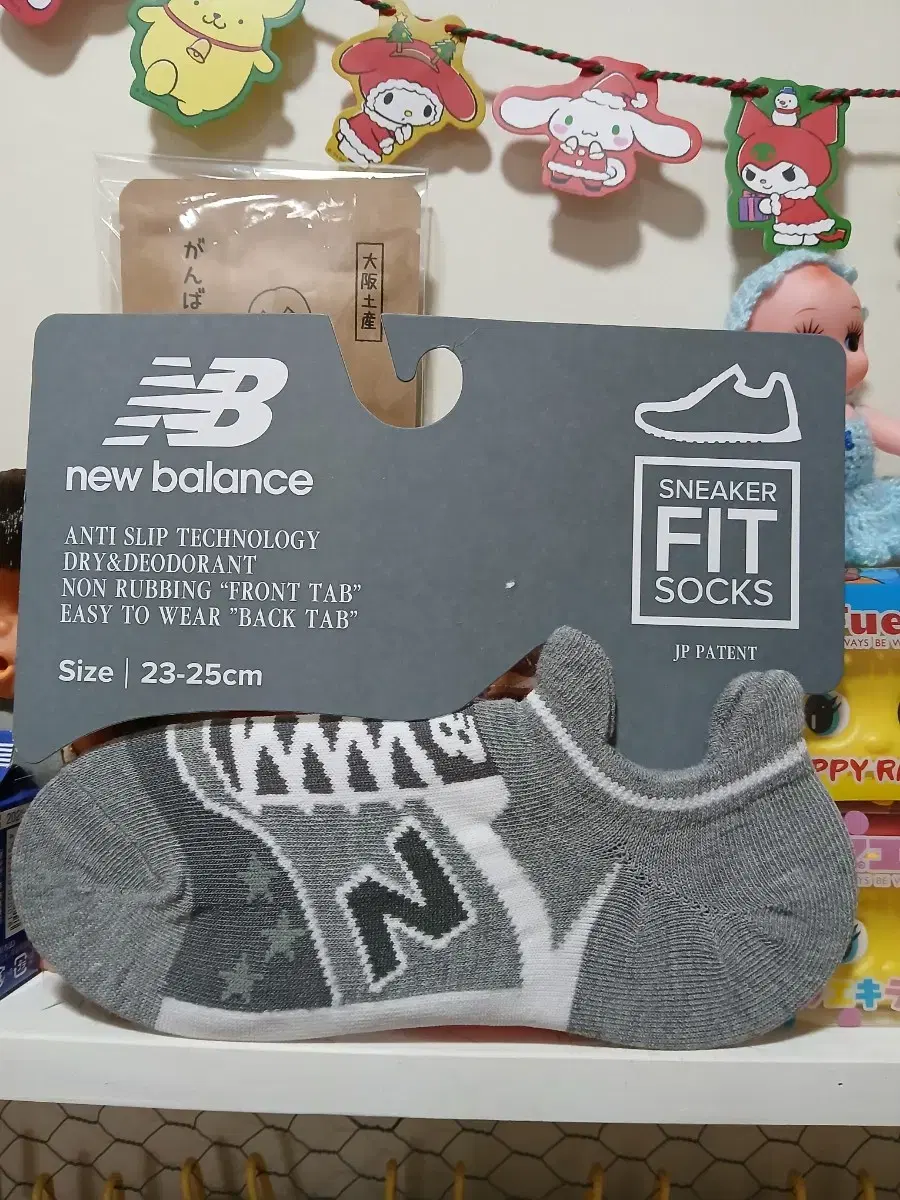 がんば
大阪土産
NB
new balance
ANTI SLIP TECHNOLOGY
DRY&DEODORANT
NON RUBBING “FRONT TAB”
EASY TO WEAR ”BACK TAB”
Size | 23-25cm
SNEAKER
FIT
SOCKS
JP PATENT
N